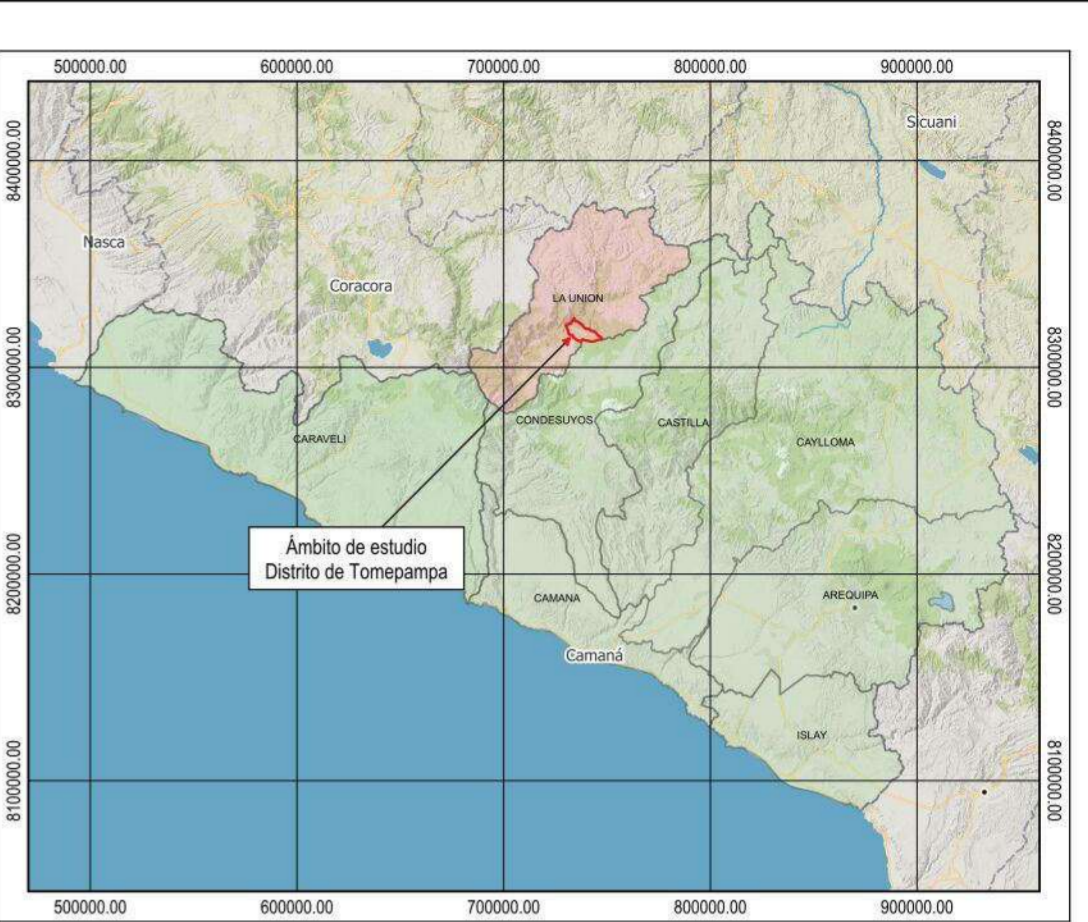 500000.00 600000.00 700000.00 800000.00 900000.00
8400000.00
8400000.00
Sicuani
Nasca
Coracora
LA UNION
8300000.00
8300000.00
CONDESUYOS
CASTILLA
CARAVELI
CAYLLOMA
Ámbito de estudio
Distrito de Tomepampa
8200000.00
8200000.00
CAMANA
AREQUIPA
Camaná
ISLAY
8100000.00
8100000.00
500000.00 600000.00 700000.00 800000.00 900000.00